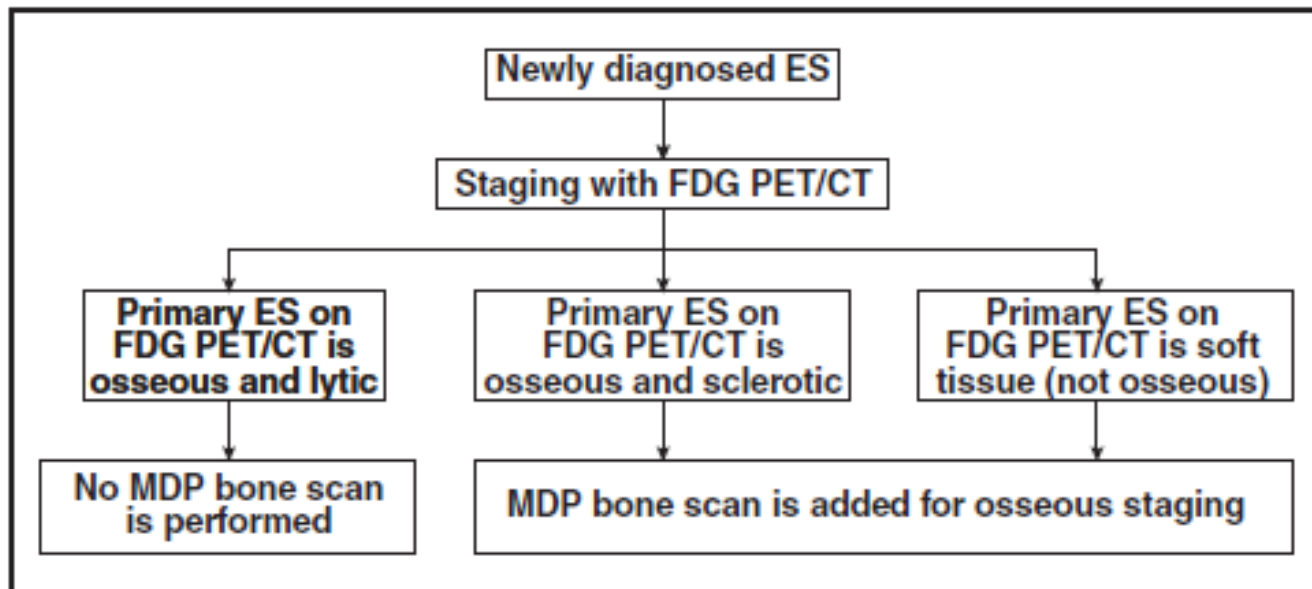 Newly diagnosed ES
Staging with FDG PET/CT
Primary ES on
FDG PET/CT is
osseous and lytic
Primary ES on
FDG PET/CT is
osseous and sclerotic
Primary ES on
FDG PET/CT is soft
tissue (not osseous)
No MDP bone scan
is performed
MDP bone scan is added for osseous staging